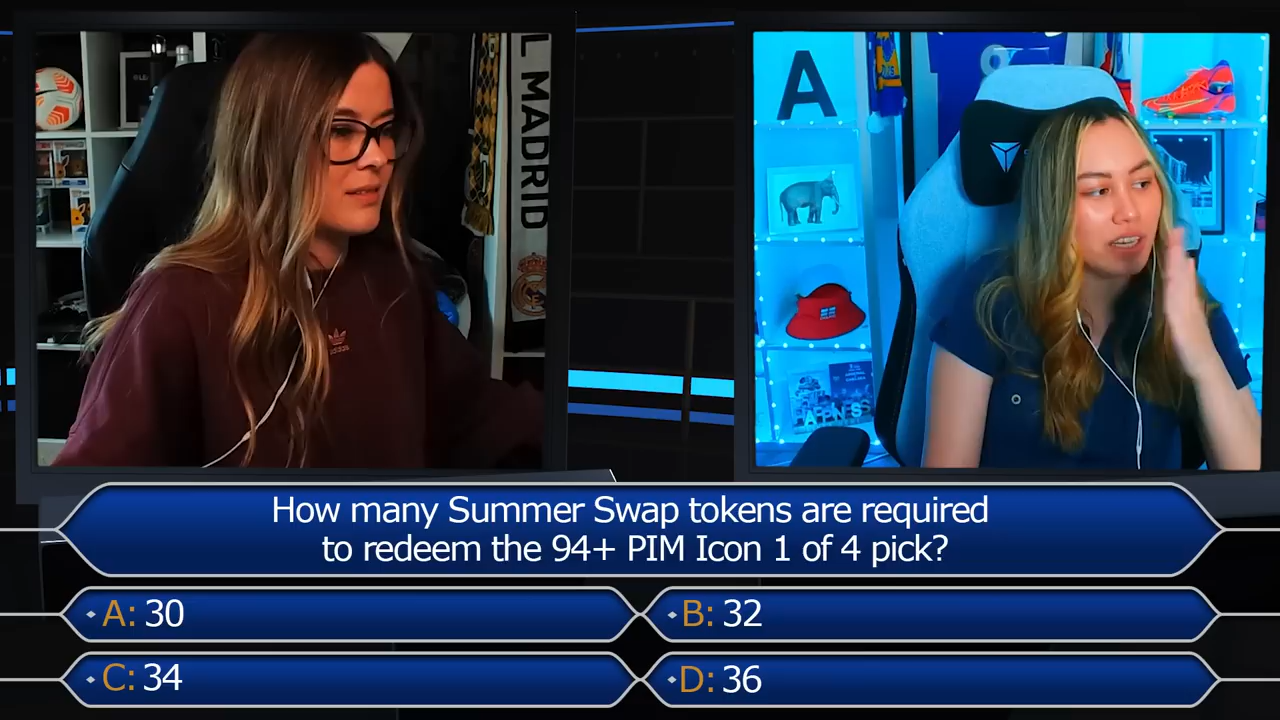 L MADRID
adidas
A
How many Summer Swap tokens are required
to redeem the 94+ PIM Icon 1 of 4 pick?
A: 30
B: 32
C: 34
D: 36